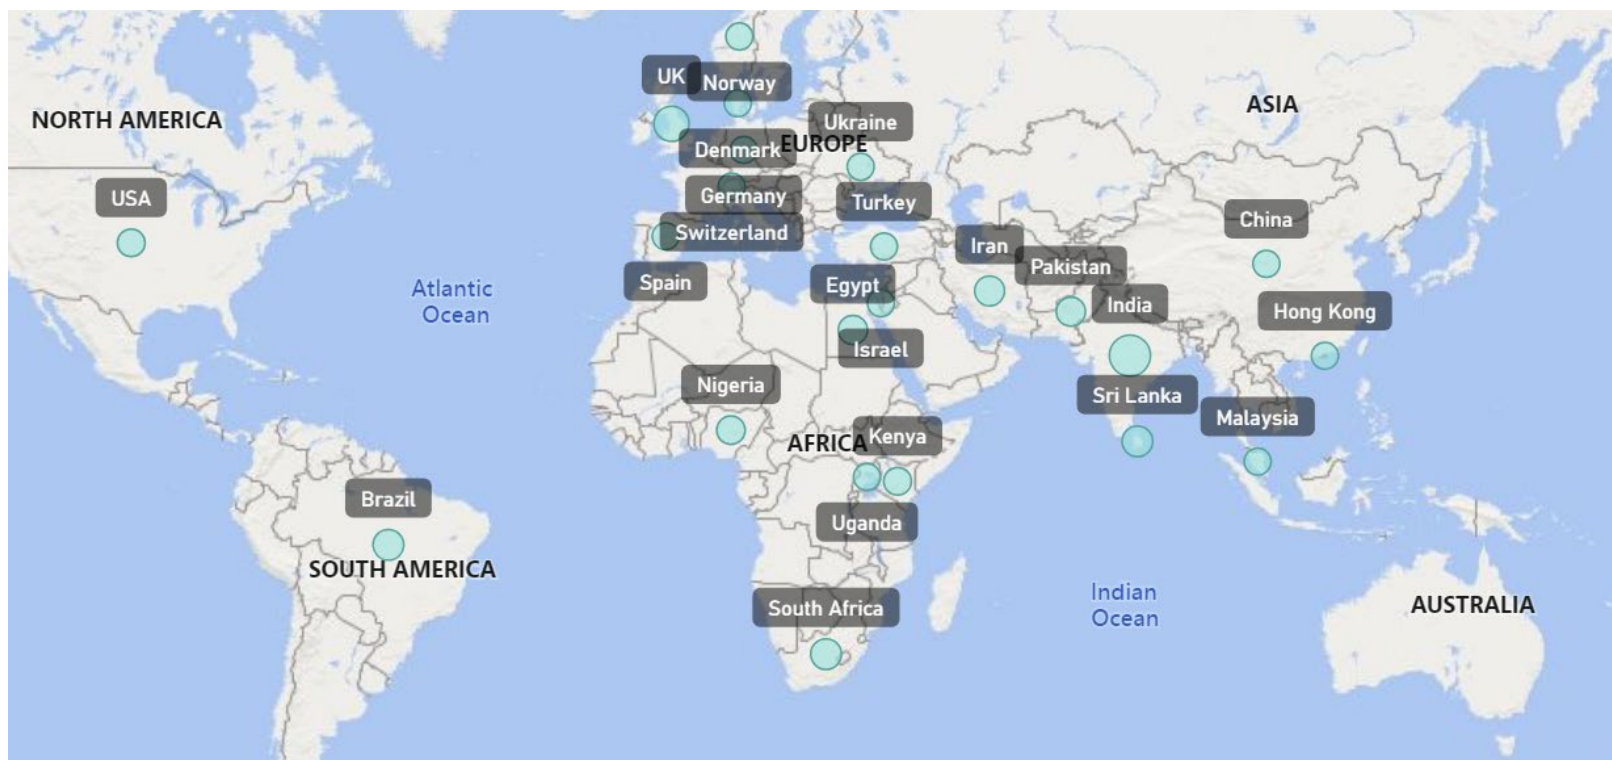 UK
Norway
ASIA
NORTH AMERICA
Ukraine
EUROPE
Denmark
USA
Germany
Turkey
China
Switzerland
Iran
Pakistan
Spain
Egypt
Atlantic
Ocean
India
Hong Kong
Israel
Nigeria
Sri Lanka
Malaysia
Kenya
AFRICA
Brazil
Uganda
SOUTH AMERICA
Indian
Ocean
South Africa
AUSTRALIA